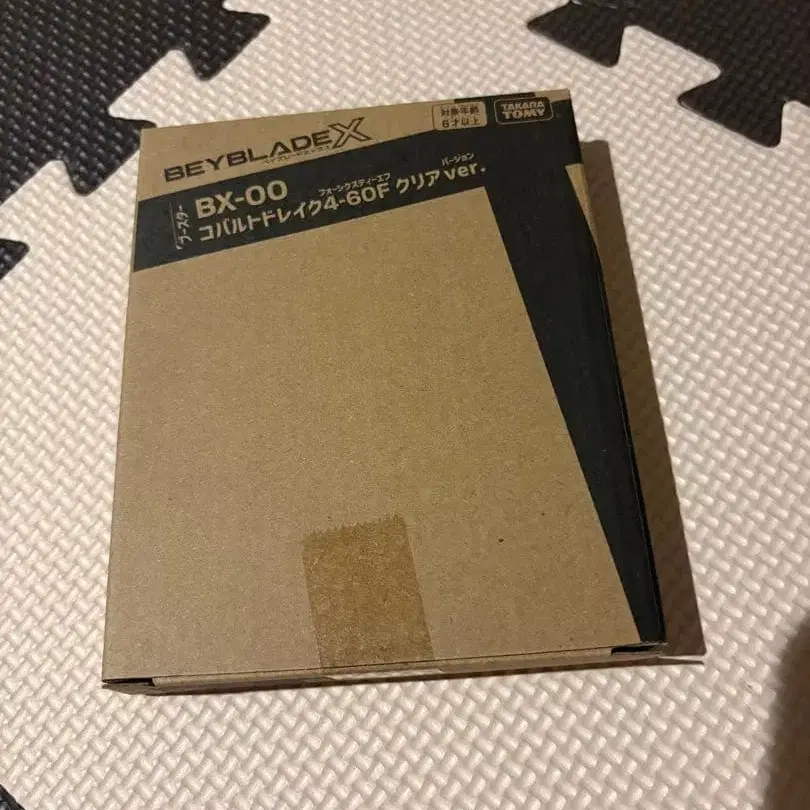 対象年齢
6才以上
TAKARA
TOMY
BEYBLADE X
ベイブレードエックス
ブースター
BX-00
フォーシックスティーエフ
バージョン
コバルトドレイク4-60F クリアver.